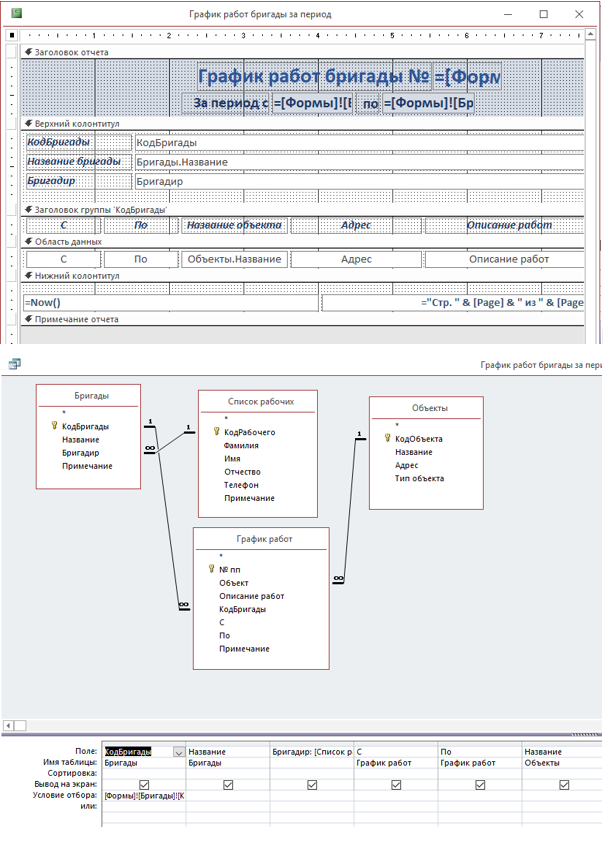 График работ бригады за период
1 2 3 4 5 6 7
Заголовок отчета
График работ бригады № =[Форм
За период с =[Формы]![Е по =[Формы]![Бр
Верхний колонтитул
КодБригады КодБригады
Название бригады Бригады.Название
Бригадир Бригадир
Заголовок группы 'КодБригады'
С По Название объекта Адрес Описание работ
Область данных
С По Объекты.Название Адрес Описание работ
Нижний колонтитул
=Now() ="Стр. " & [Page] & " из " & [Page
Примечание отчета
График работ бригады за пери
Бригады
*
КодБригады
Название
Бригадир
Примечание
1
∞
Список рабочих
*
КодРабочего
Фамилия
Имя
Отчество
Телефон
Примечание
1
Объекты
*
КодОбъекта
Название
Адрес
Тип объекта
1
График работ
*
№ пп
Объект
Описание работ
КодБригады
С
По
Примечание
∞
∞
Поле: КодБригады Название Бригадир: [Список р С По Название
Имя таблицы: Бригады Бригады График работ График работ Объекты
Сортировка:
Вывод на экран:
Условие отбора: [Формы]![Бригады]![К
или: